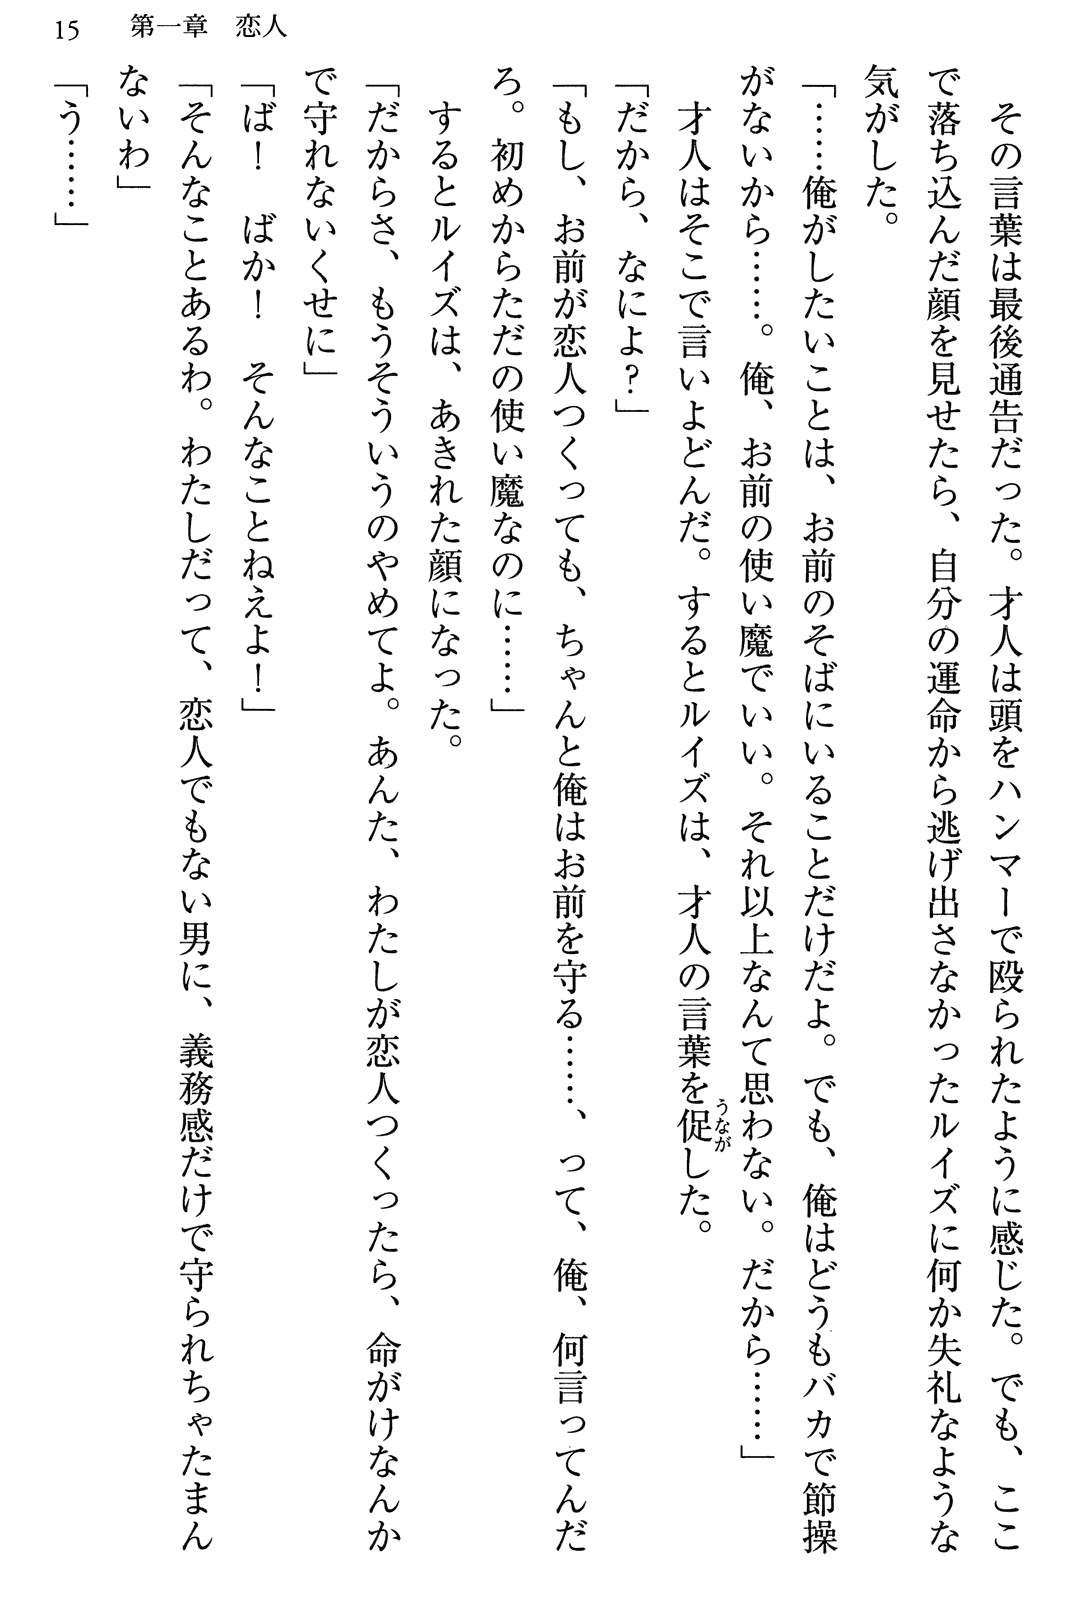 15　第一章　恋人
　その言葉は最後通告だった。才人は頭をハンマーで殴られたように感じた。でも、ここ
で落ち込んだ顔を見せたら、自分の運命から逃げ出さなかったルイズに何か失礼なような
気がした。
「……俺がしたいことは、お前のそばにいることだけだよ。でも、俺はどうもバカで節操
がないから……。俺、お前の使い魔でいい。それ以上なんて思わない。だから……」
　才人はそこで言いよどんだ。するとルイズは、才人の言葉を促うながした。
「だから、なによ？」
「もし、お前が恋人つくっても、ちゃんと俺はお前を守る……、って、俺、何言ってんだ
ろ。初めからただの使い魔なのに……」
　するとルイズは、あきれた顔になった。
「だからさ、もうそういうのやめてよ。あんた、わたしが恋人つくったら、命がけなんか
で守れないくせに」
「ば！　ばか！　そんなことねえよ！」
「そんなことあるわ。わたしだって、恋人でもない男に、義務感だけで守られちゃたまん
ないわ」
「う……」